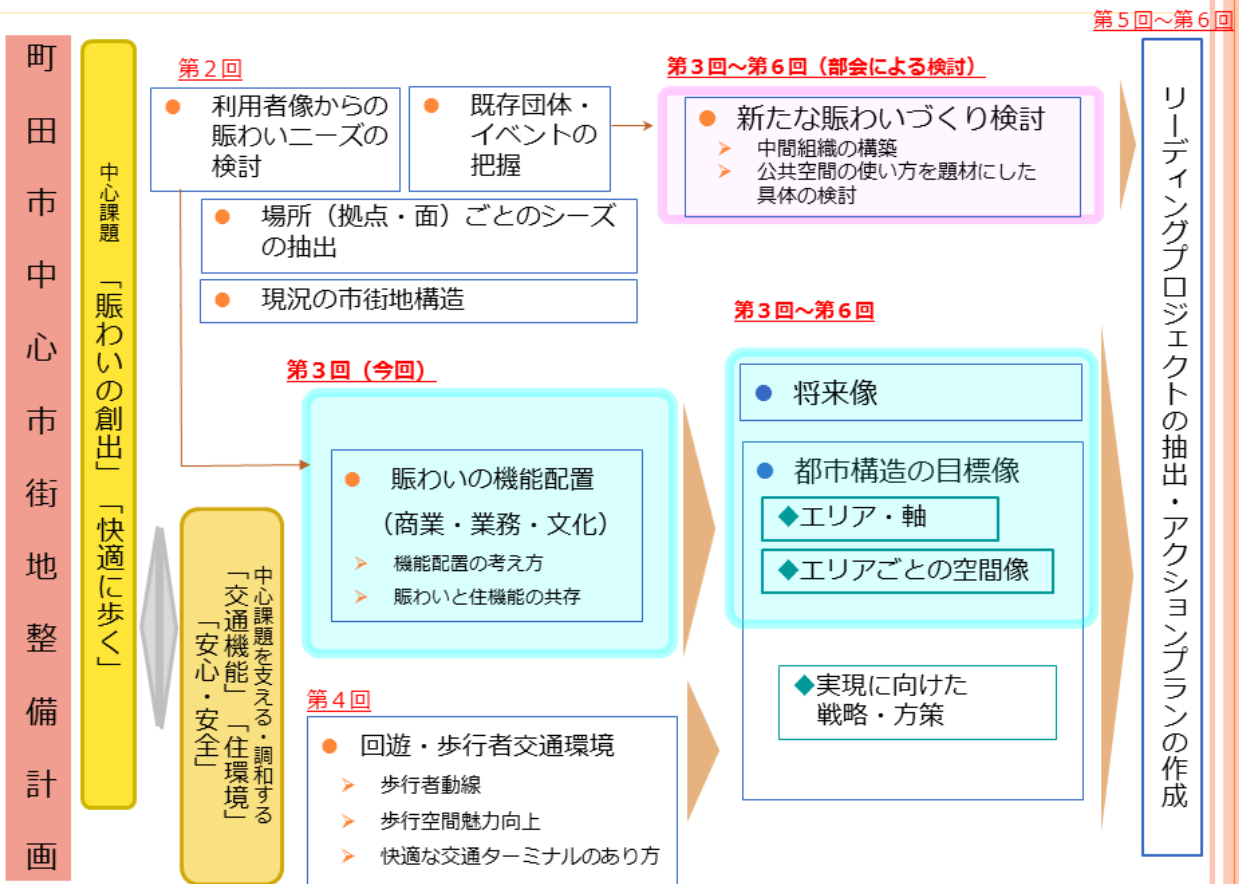 町田市中心市街地整備計画
中心課題 「賑わいの創出」「快適に歩く」
中心課題を支える・調和する
「交通機能」「住環境」
「安心・安全」
第2回
● 利用者像からの
賑わいニーズの
検討
● 既存団体・
イベントの
把握
● 場所（拠点・面）ごとのシーズ
の抽出
● 現況の市街地構造
第3回～第6回（部会による検討）
● 新たな賑わいづくり検討
➢ 中間組織の構築
➢ 公共空間の使い方を題材にした
具体の検討
第3回（今回）
● 賑わいの機能配置
（商業・業務・文化）
➢ 機能配置の考え方
➢ 賑わいと住機能の共存
第4回
● 回遊・歩行者交通環境
➢ 歩行者動線
➢ 歩行空間魅力向上
➢ 快適な交通ターミナルのあり方
第3回～第6回
● 将来像
● 都市構造の目標像
◆エリア・軸
◆エリアごとの空間像
◆実現に向けた
戦略・方策
第5回～第6回
リーディングプロジェクトの抽出・アクションプランの作成